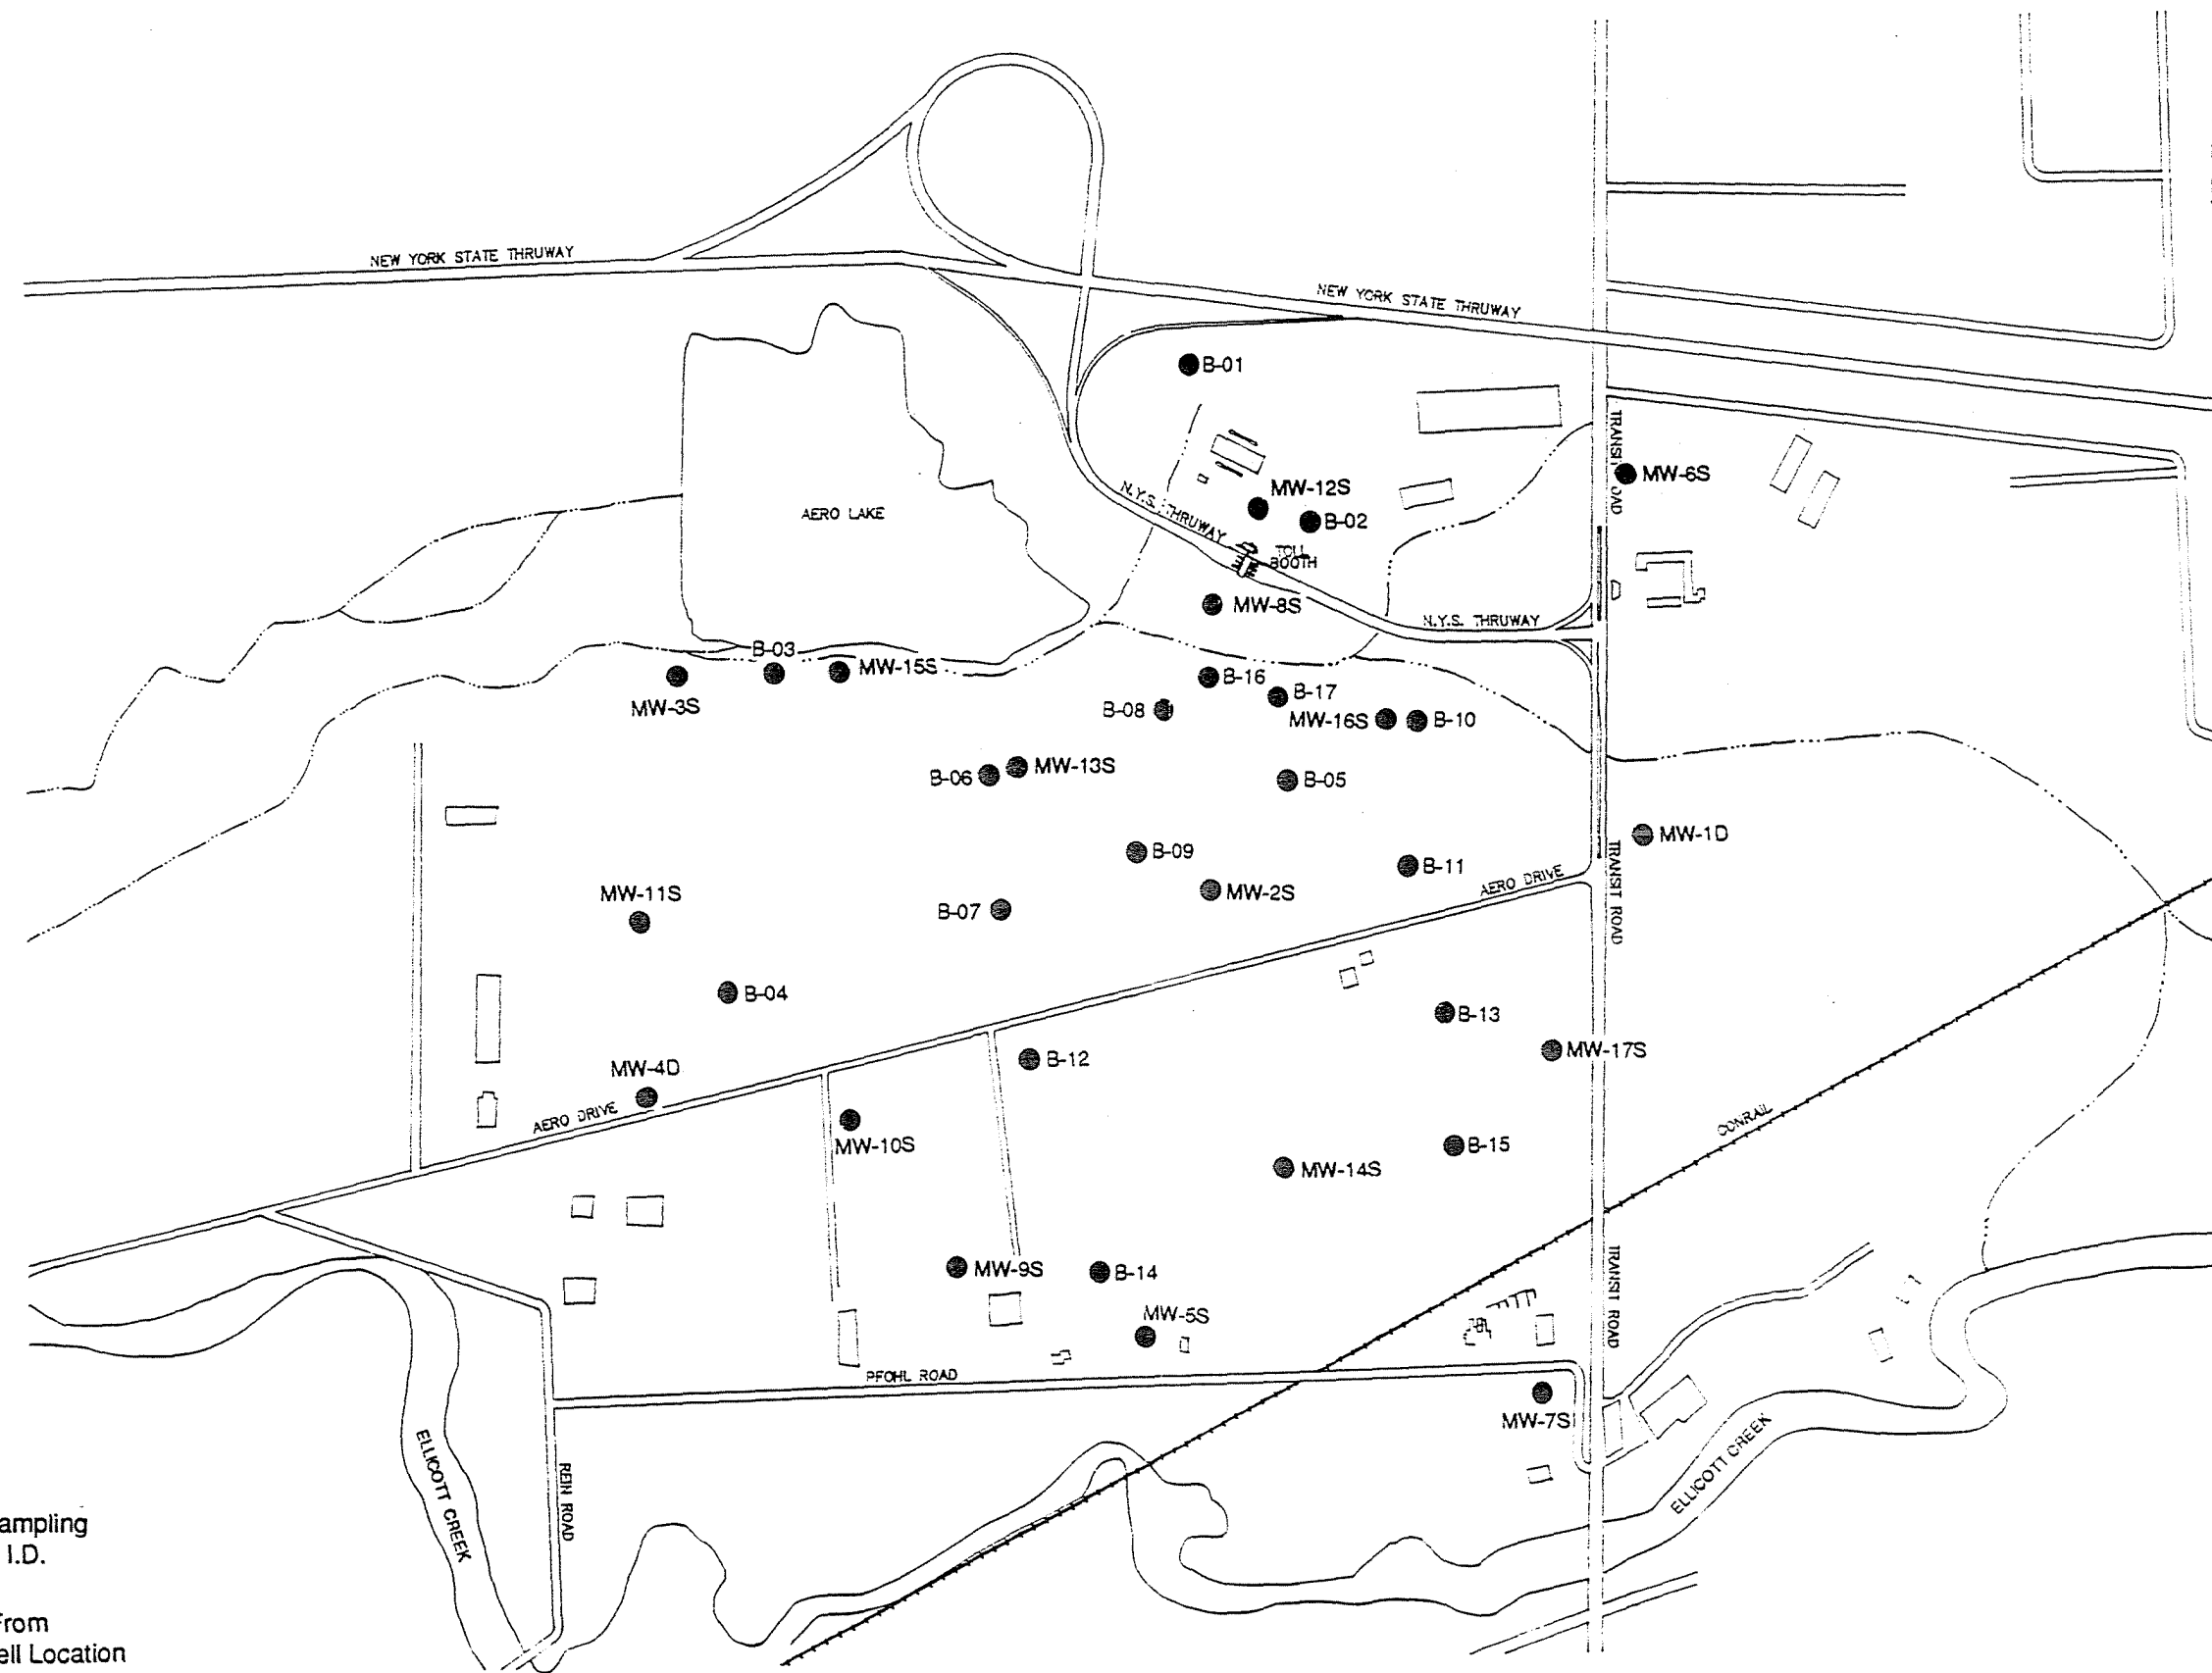 NEW YORK STATE THRUWAY
NEW YORK STATE THRUWAY
B-01
TRANSIT ROAD
MW-6S
MW-12S
B-02
N.Y.S. THRUWAY
AERO LAKE
TOLL
BOOTH
MW-8S
N.Y.S. THRUWAY
B-03
MW-15S
MW-3S
B-16
B-17
B-08
MW-16S
B-10
B-06
MW-13S
B-05
MW-1D
B-09
B-11
TRANSIT ROAD
AERO DRIVE
MW-2S
MW-11S
B-07
B-04
B-13
MW-17S
B-12
MW-4D
AERO DRIVE
MW-10S
CONRAIL
B-15
MW-14S
MW-9S
B-14
TRANSIT ROAD
MW-5S
PFOHL ROAD
MW-7S
ELLICOTT CREEK
REIN ROAD
ELLICOTT CREEK
ampling
I.D.
From
ell Location